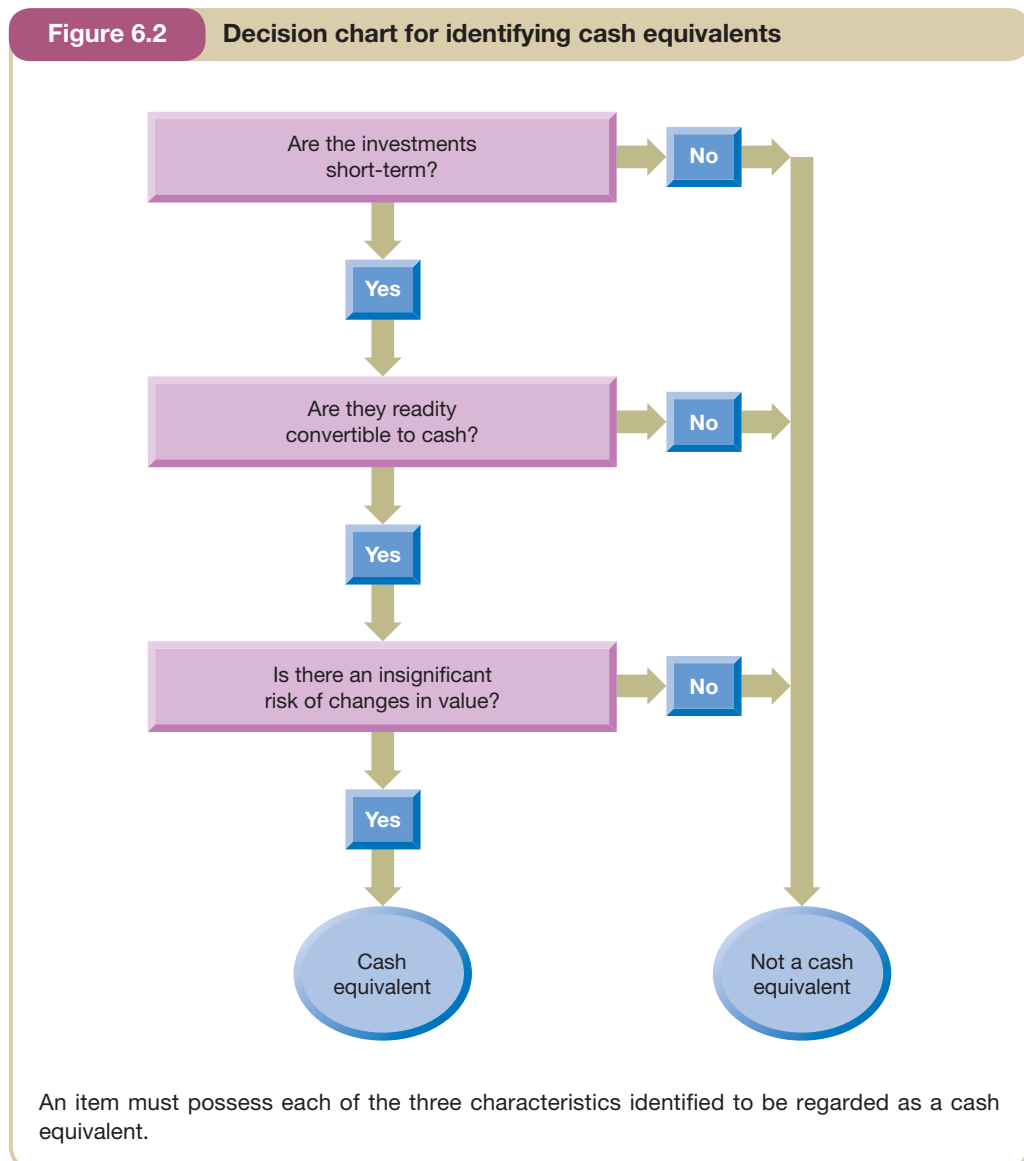 Figure 6.2 Decision chart for identifying cash equivalents
Are the investments
short-term?
No
Yes
Are they readity
convertible to cash?
No
Yes
Is there an insignificant
risk of changes in value?
No
Yes
Cash
equivalent
Not a cash
equivalent
An item must possess each of the three characteristics identified to be regarded as a cash
equivalent.